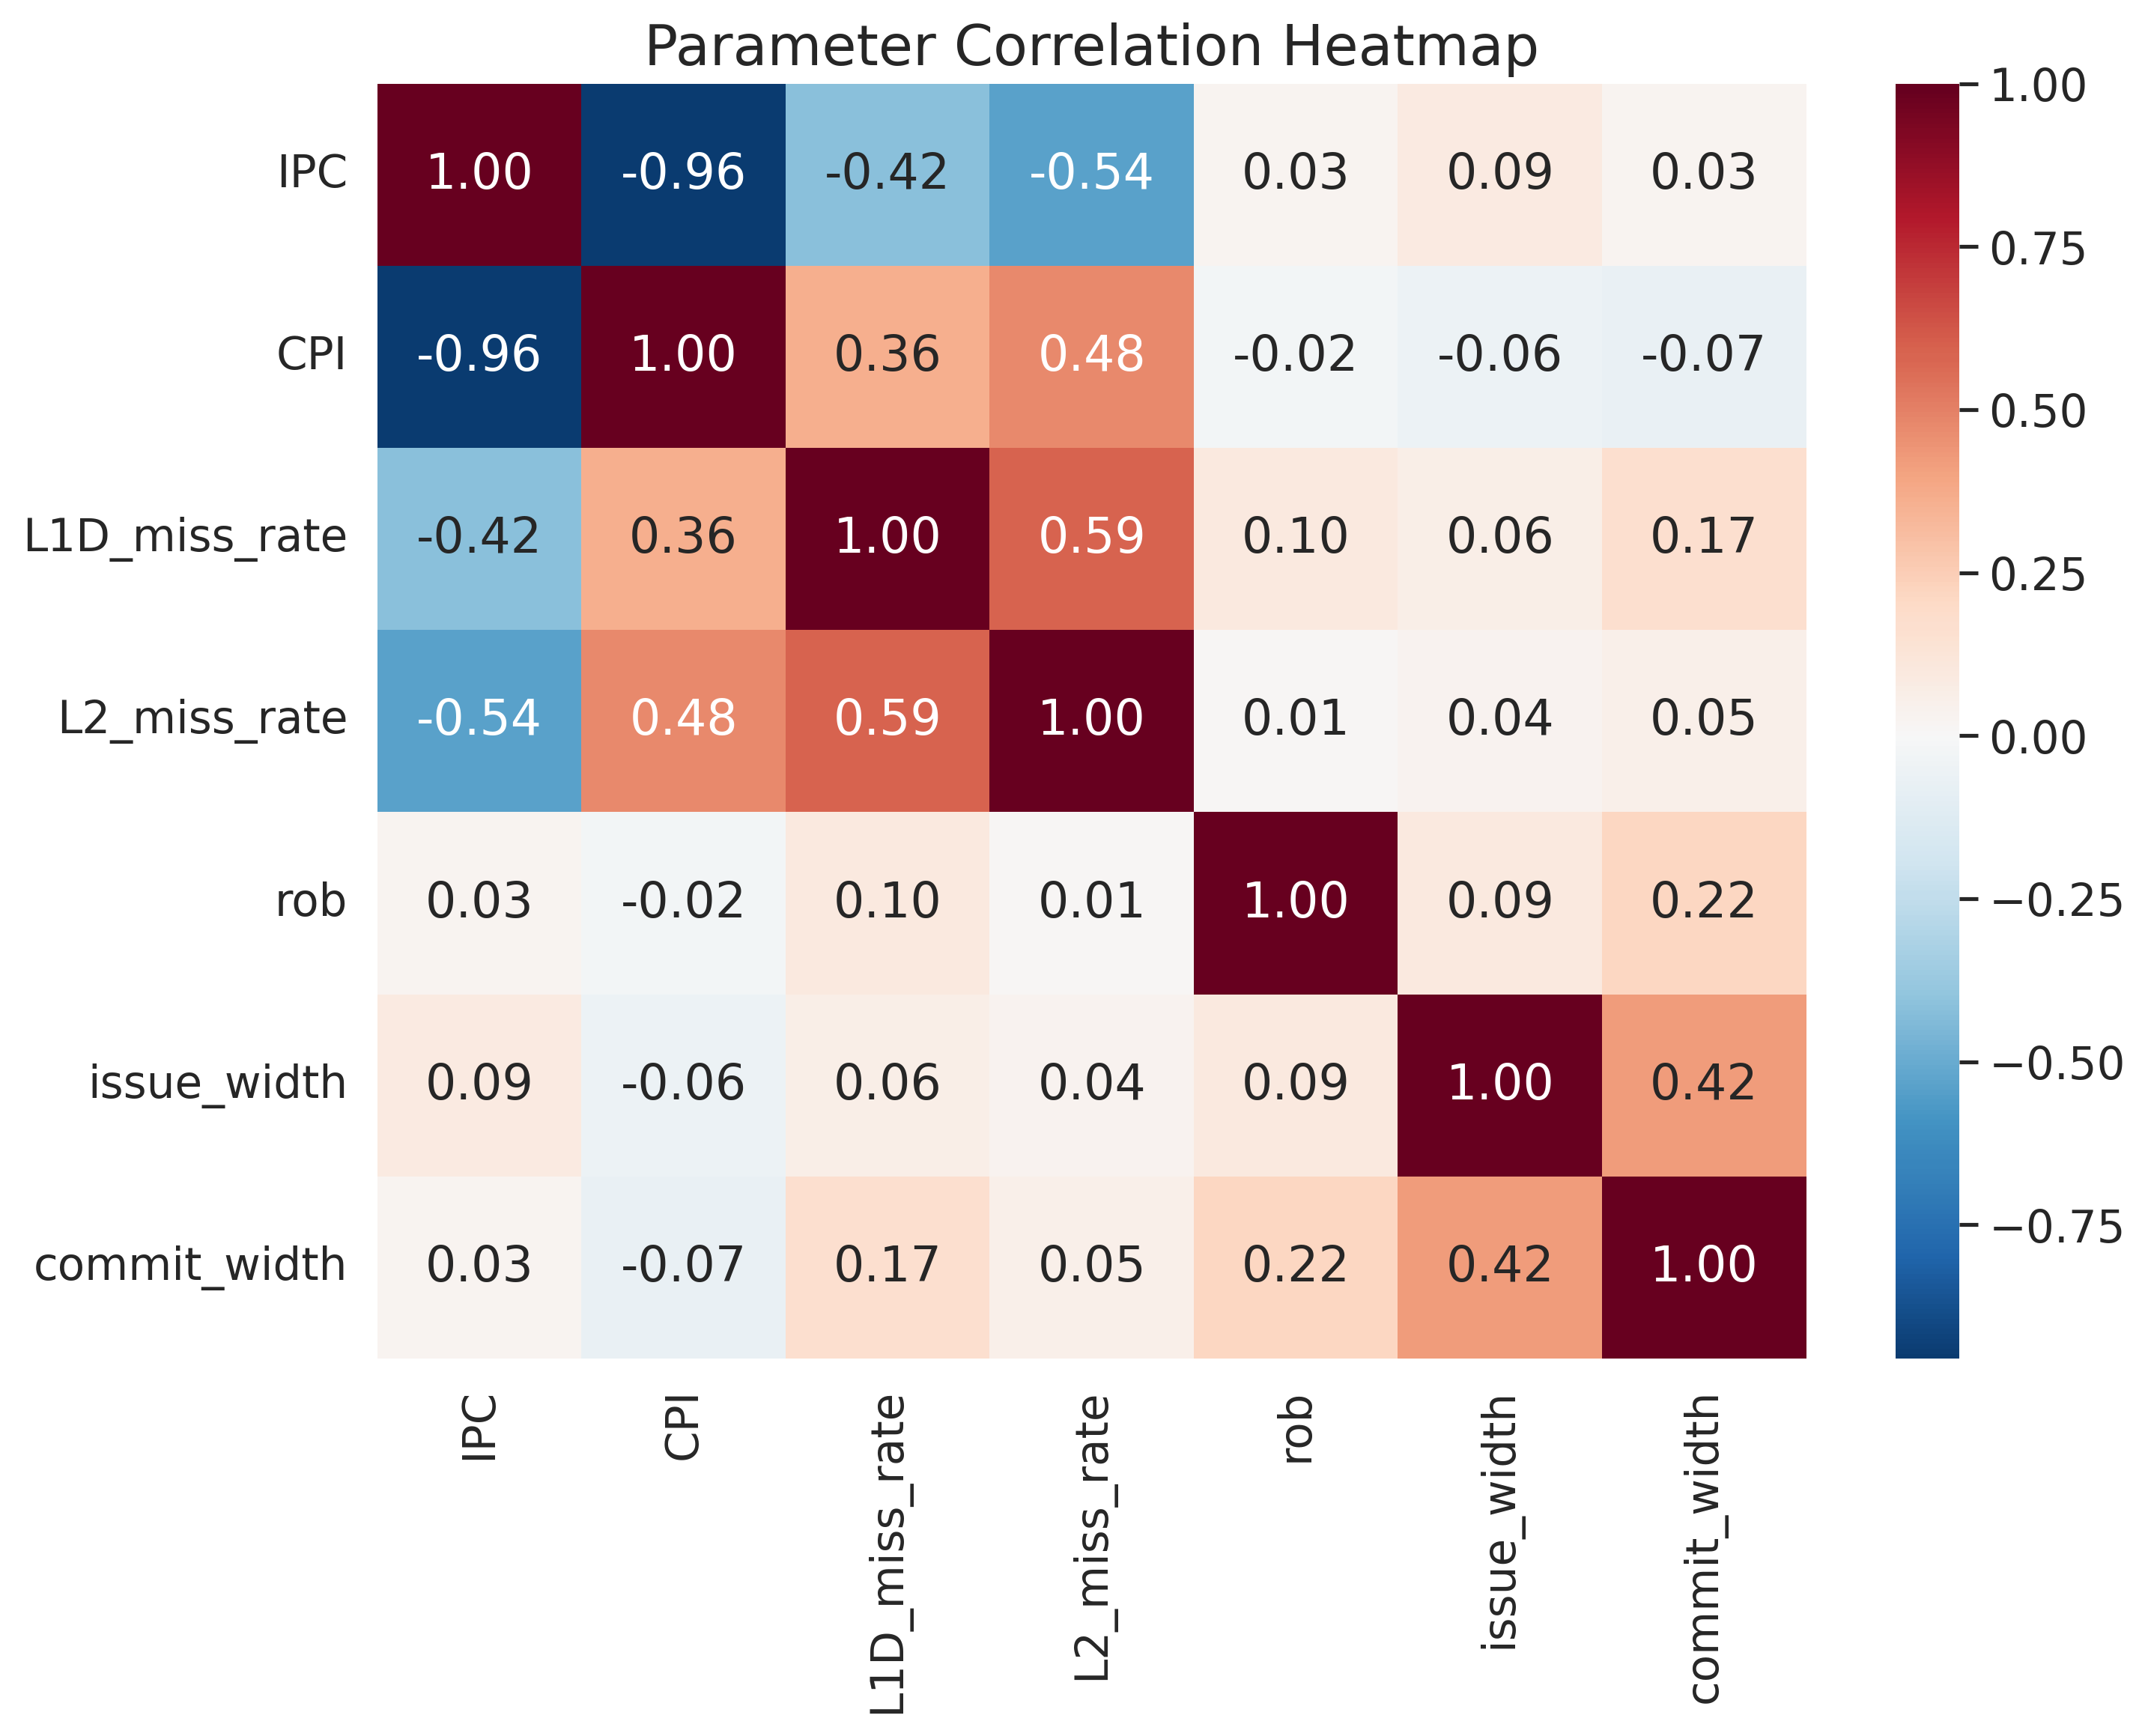 Parameter Correlation Heatmap
IPC 1.00 -0.96 -0.42 -0.54 0.03 0.09 0.03
CPI -0.96 1.00 0.36 0.48 -0.02 -0.06 -0.07
L1D_miss_rate -0.42 0.36 1.00 0.59 0.10 0.06 0.17
L2_miss_rate -0.54 0.48 0.59 1.00 0.01 0.04 0.05
rob 0.03 -0.02 0.10 0.01 1.00 0.09 0.22
issue_width 0.09 -0.06 0.06 0.04 0.09 1.00 0.42
commit_width 0.03 -0.07 0.17 0.05 0.22 0.42 1.00
IPC
CPI
L1D_miss_rate
L2_miss_rate
rob
issue_width
commit_width
1.00
0.75
0.50
0.25
0.00
−0.25
−0.50
−0.75